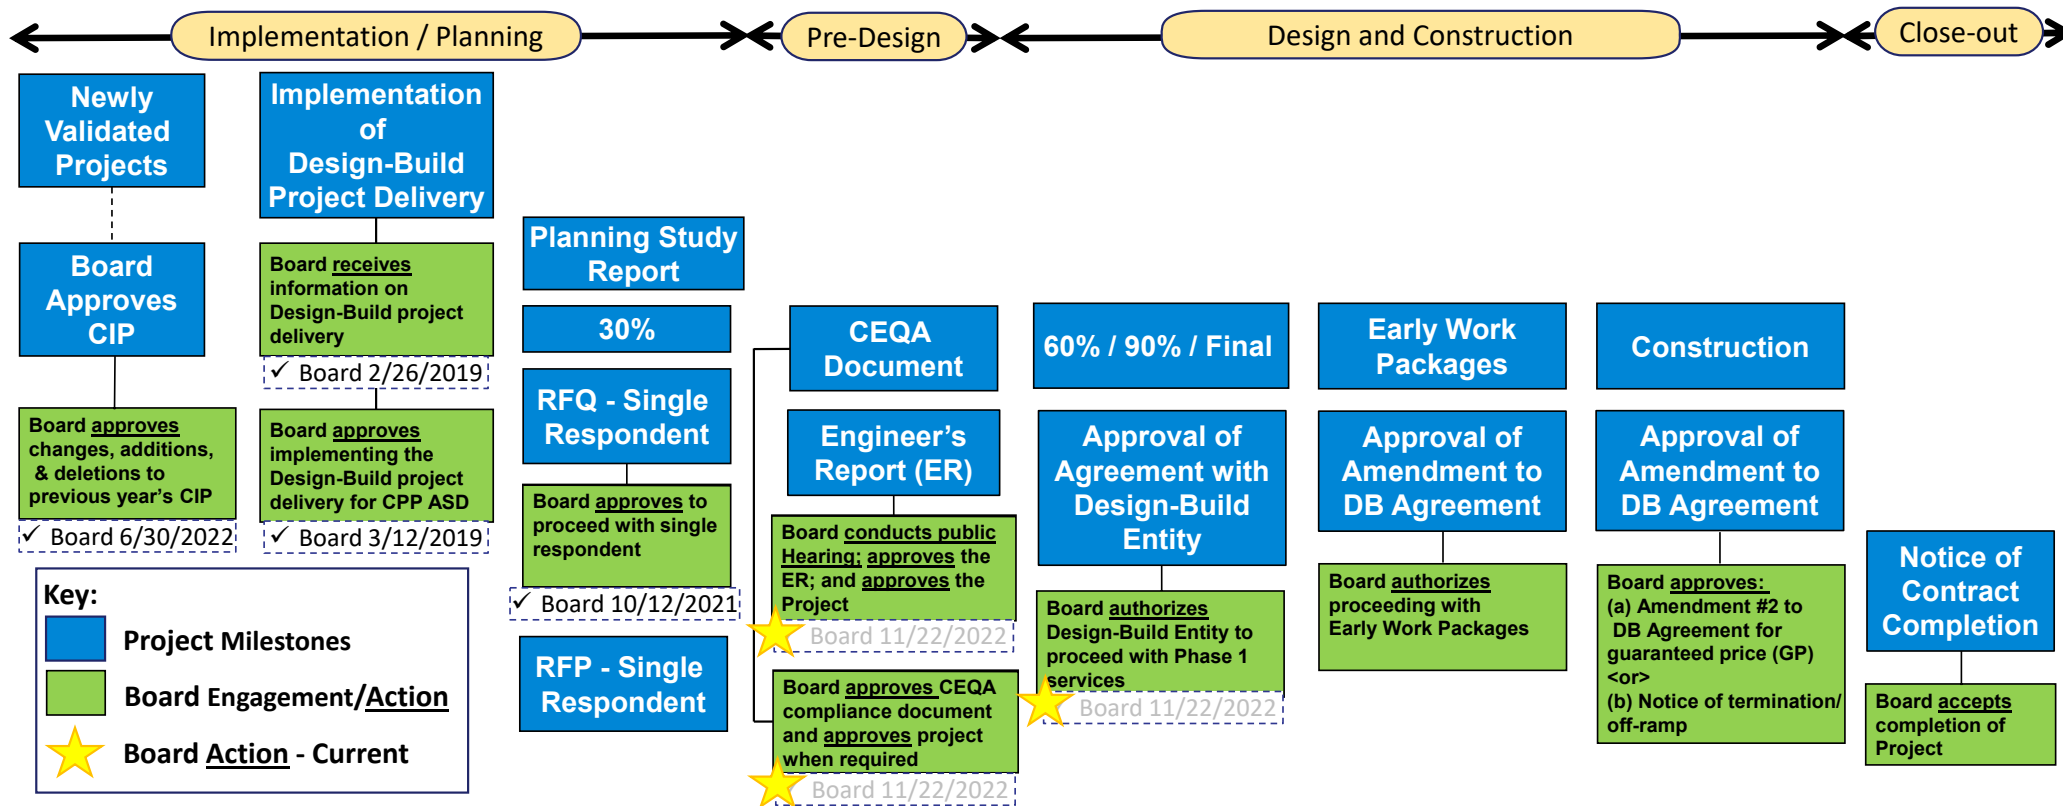 Implementation / Planning
Pre-Design
Design and Construction
Close-out
Newly
Validated
Projects
Board
Approves
CIP
Board approves
changes, additions,
& deletions to
previous year's CIP
✓ Board 6/30/2022
Implementation
of
Design-Build
Project Delivery
Board receives
information on
Design-Build project
delivery
✓ Board 2/26/2019
Board approves
implementing the
Design-Build project
delivery for CPP ASD
✓ Board 3/12/2019
Planning Study
Report
30%
RFQ - Single
Respondent
Board approves to
proceed with single
respondent
✓ Board 10/12/2021
RFP - Single
Respondent
CEQA
Document
Engineer's
Report (ER)
Board conducts public
Hearing; approves the
ER; and approves the
Project
Board 11/22/2022
Board approves CEQA
compliance document
and approves project
when required
Board 11/22/2022
60% / 90% / Final
Approval of
Agreement with
Design-Build
Entity
Board authorizes
Design-Build Entity to
proceed with Phase 1
services
Board 11/22/2022
Early Work
Packages
Approval of
Amendment to
DB Agreement
Board authorizes
proceeding with
Early Work Packages
Construction
Approval of
Amendment to
DB Agreement
Board approves:
(a) Amendment #2 to
DB Agreement for
guaranteed price (GP)
<or>
(b) Notice of termination/
off-ramp
Notice of
Contract
Completion
Board accepts
completion of
Project
Key:
Project Milestones
Board Engagement/Action
Board Action - Current